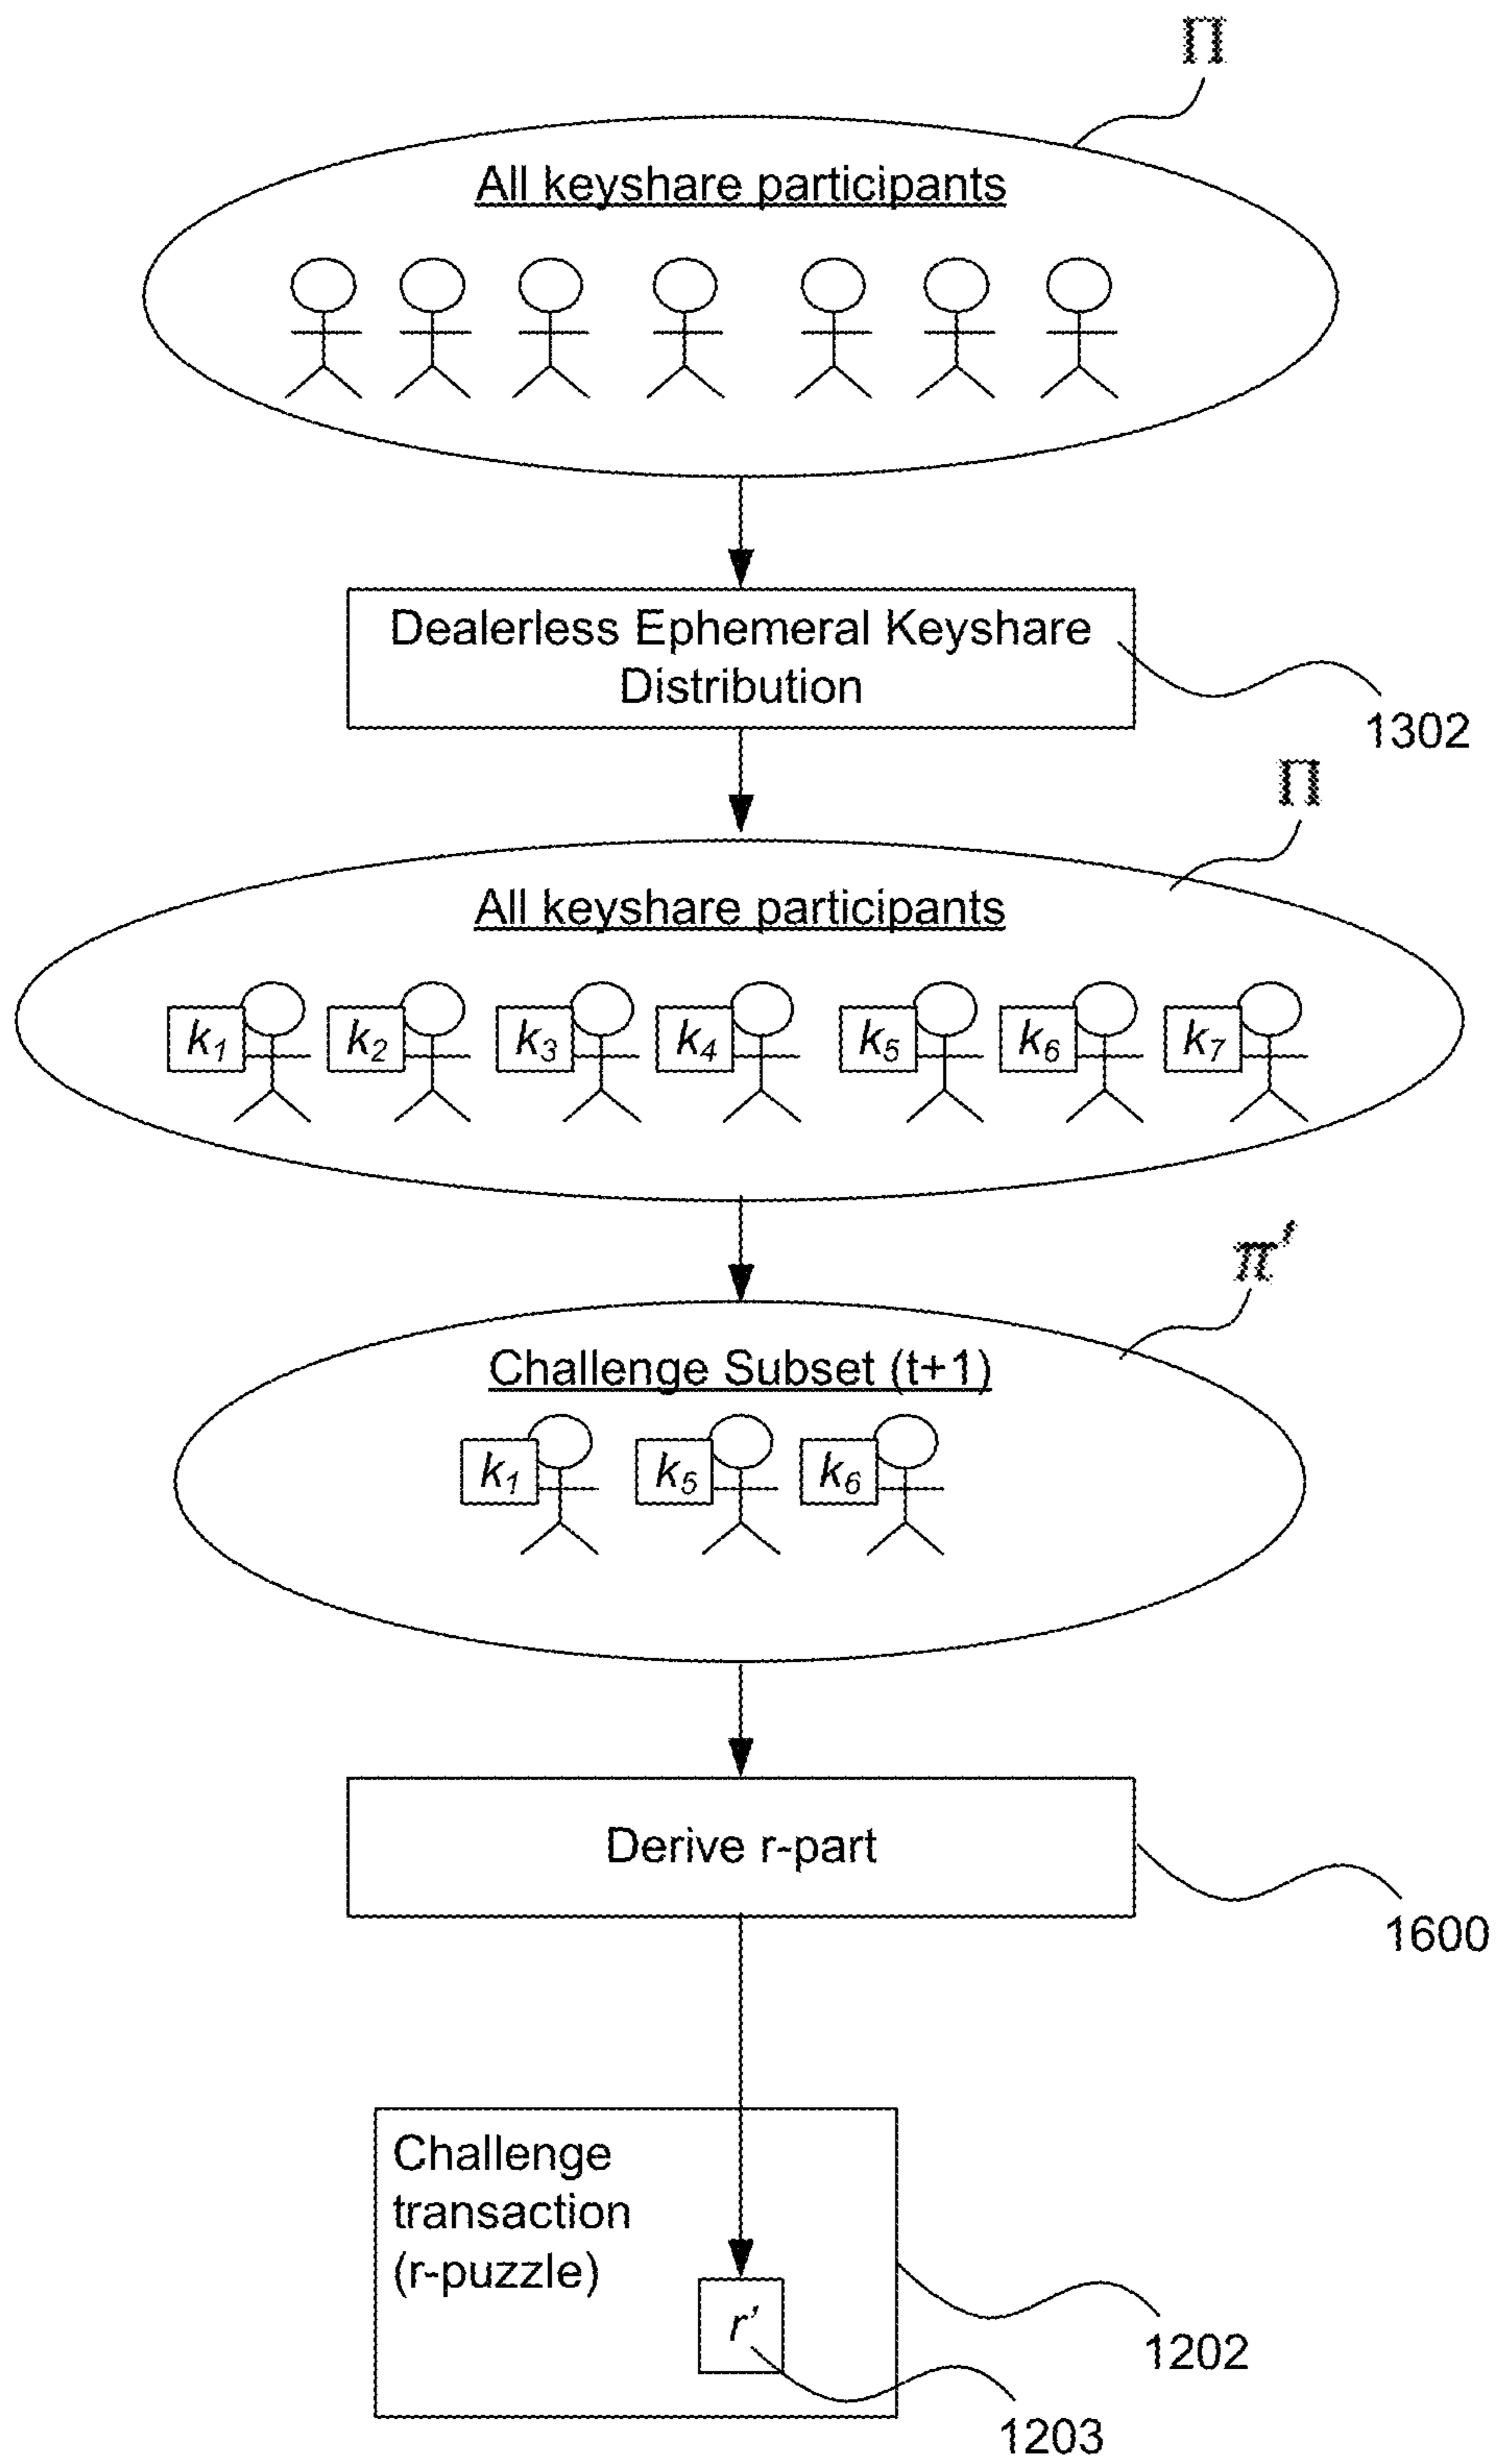 Π
All keyshare participants
Dealerless Ephemeral Keyshare
Distribution
1302
Π
All keyshare participants
k1 k2 k3 k4 k5 k6 k7
π′
Challenge Subset (t+1)
k1 k5 k6
Derive r-part
1600
Challenge
transaction
(r-puzzle)
r'
1202
1203